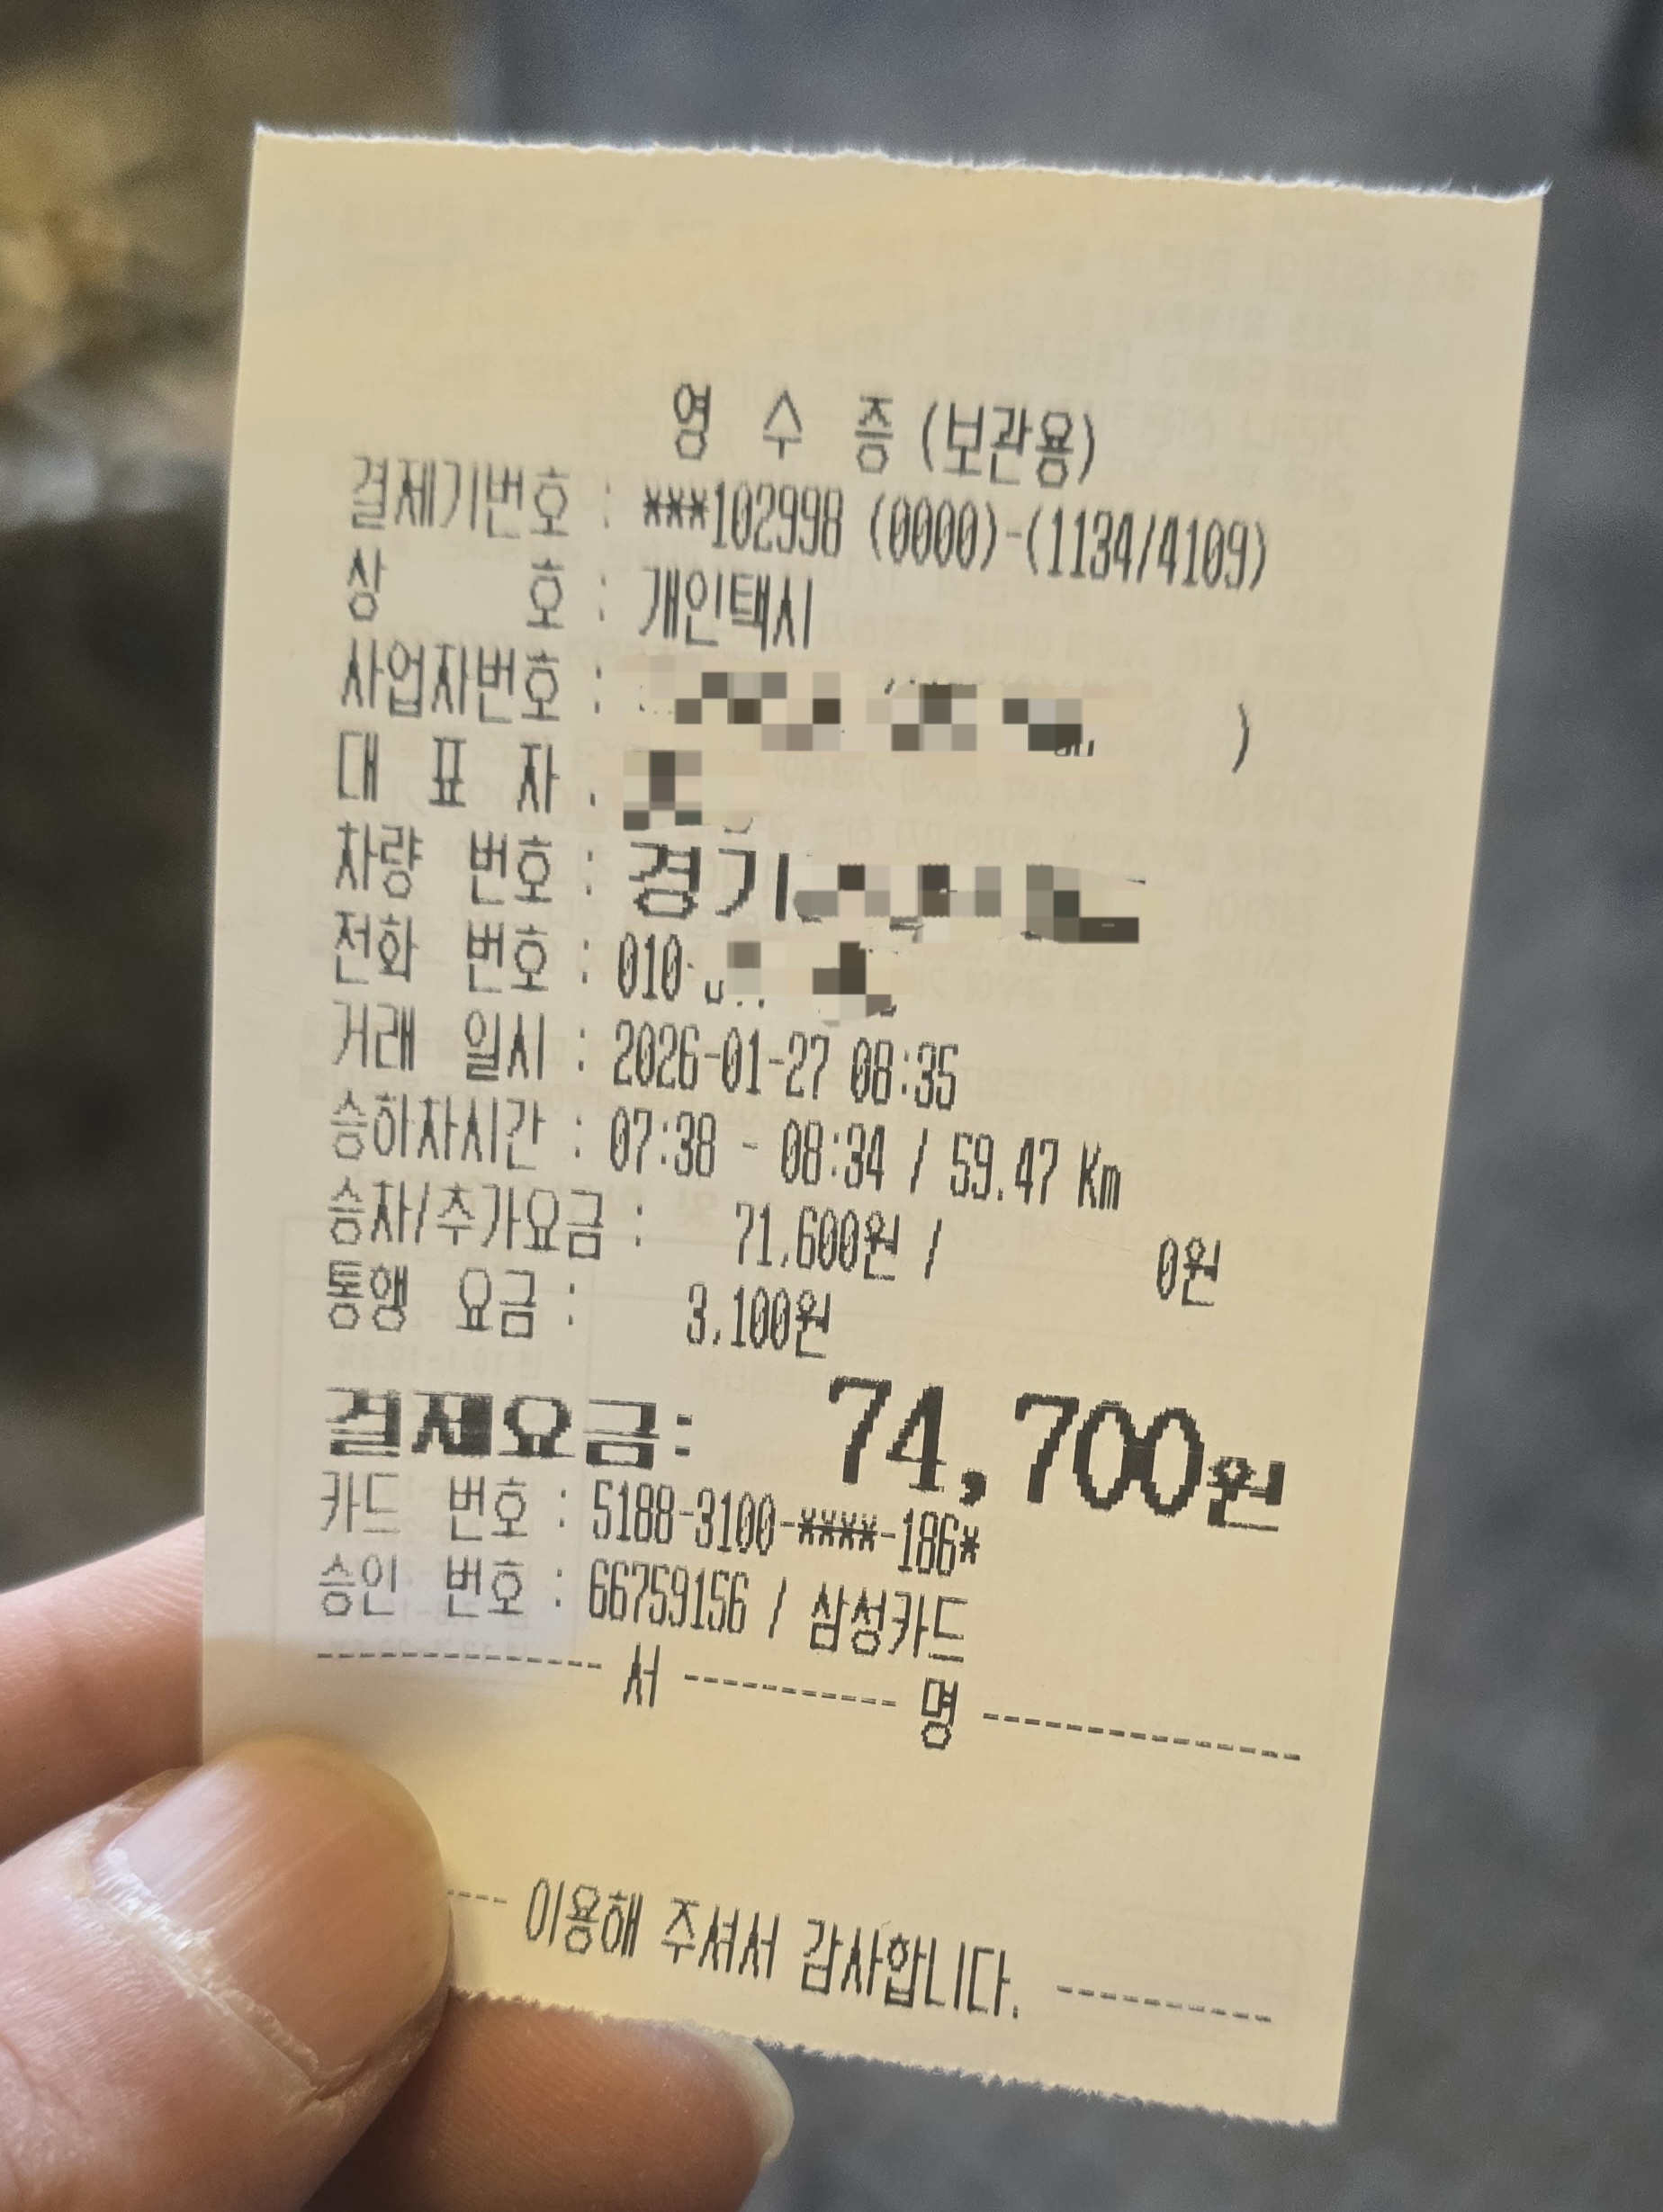 영 수 증 (보관용)
결제기번호 : ***102998 (0000)-(1134/4109)
상 호 : 개인택시
사업자번호 : )
대 표 자 :
차량 번호 : 경기
전화 번호 : 010-
거래 일시 : 2026-01-27 08:35
승하차시간 : 07:38 - 08:34 / 59.47 Km
승차/추가요금 : 71,600원 / 0원
통행 요금 : 3,100원
결제요금: 74,700원
카드 번호 : 5188-3100-****-186*
승인 번호 : 66759156 / 삼성카드
------------- 서 ---------- 명 ---------------
---- 이용해 주셔서 감사합니다. ----------